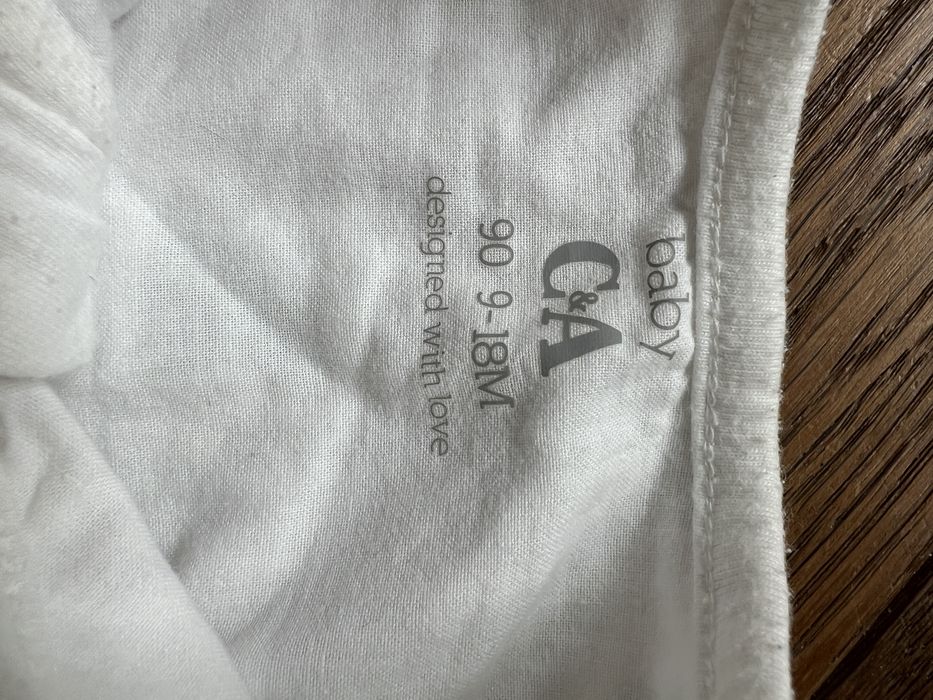 baby
C&A
90 9-18M
designed with love